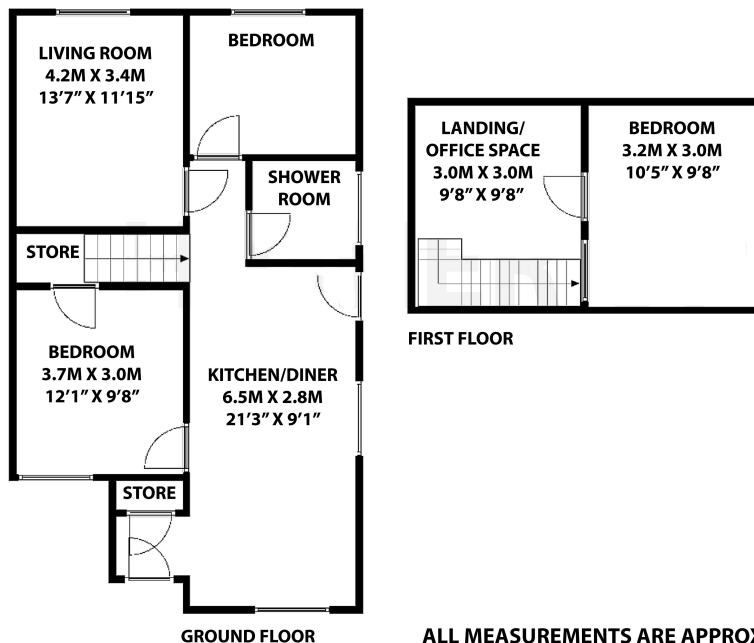 LIVING ROOM
4.2M X 3.4M
13'7” X 11'15”
BEDROOM
SHOWER
ROOM
STORE
BEDROOM
3.7M X 3.0M
12'1” X 9'8”
KITCHEN/DINER
6.5M X 2.8M
21'3” X 9'1”
STORE
GROUND FLOOR
LANDING/
OFFICE SPACE
3.0M X 3.0M
9'8” X 9'8”
BEDROOM
3.2M X 3.0M
10'5” X 9'8”
FIRST FLOOR
ALL MEASUREMENTS ARE APPROX